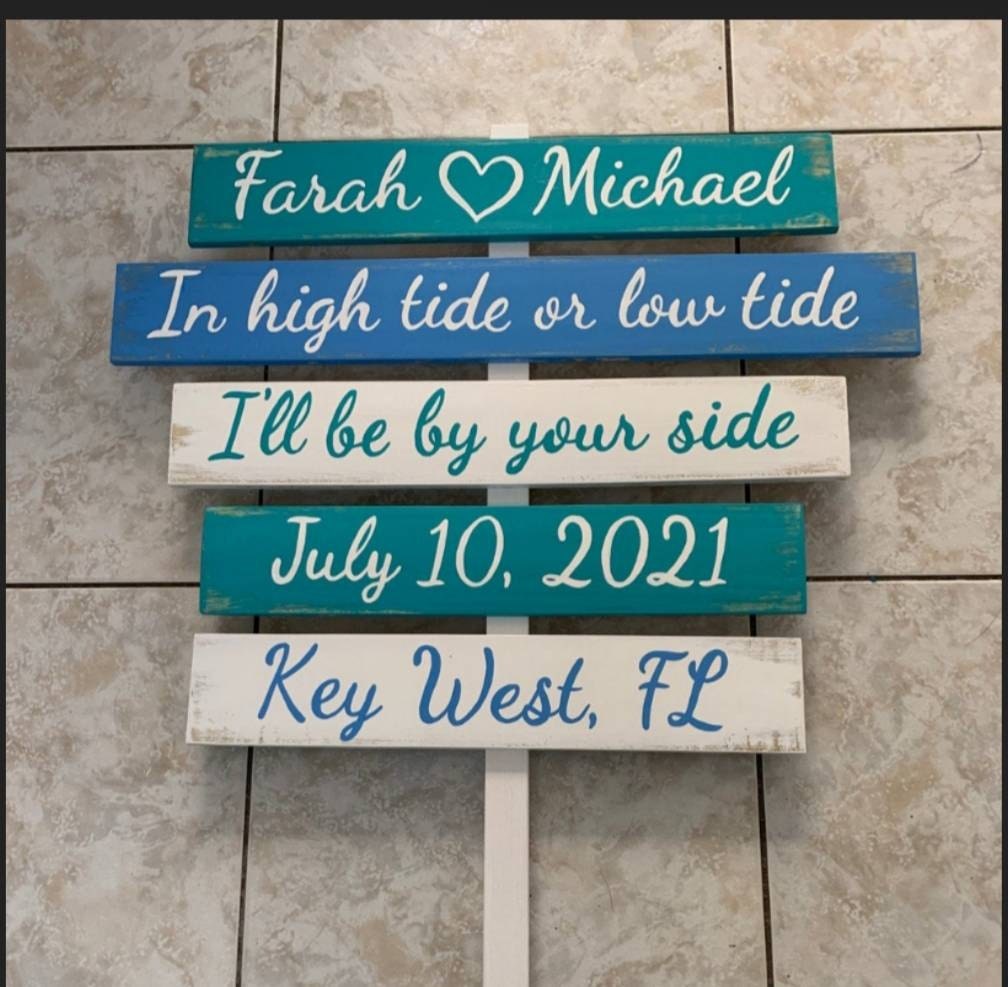 Farah ♡ Michael
In high tide or low tide
I'll be by your side
July 10, 2021
Key West, FL